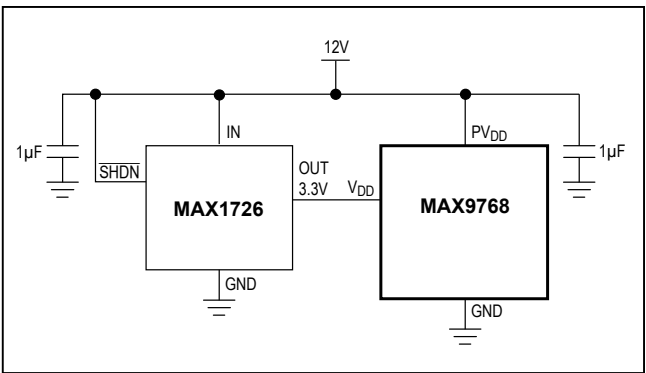 12V
IN
PVDD
1µF
1µF
SHDN
OUT
3.3V
VDD
MAX1726
MAX9768
GND
GND